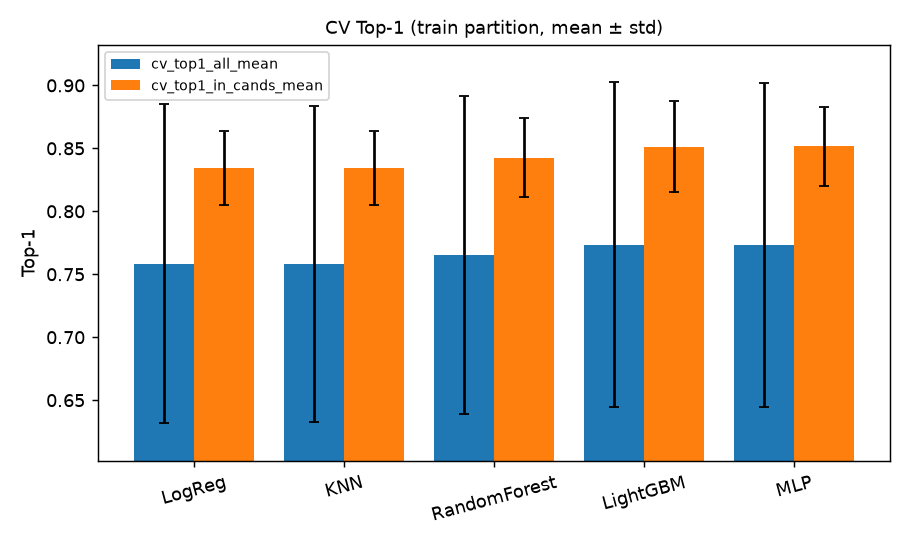 CV Top-1 (train partition, mean ± std)
cv_top1_all_mean
cv_top1_in_cands_mean
Top-1
0.90
0.85
0.80
0.75
0.70
0.65
LogReg
KNN
RandomForest
LightGBM
MLP